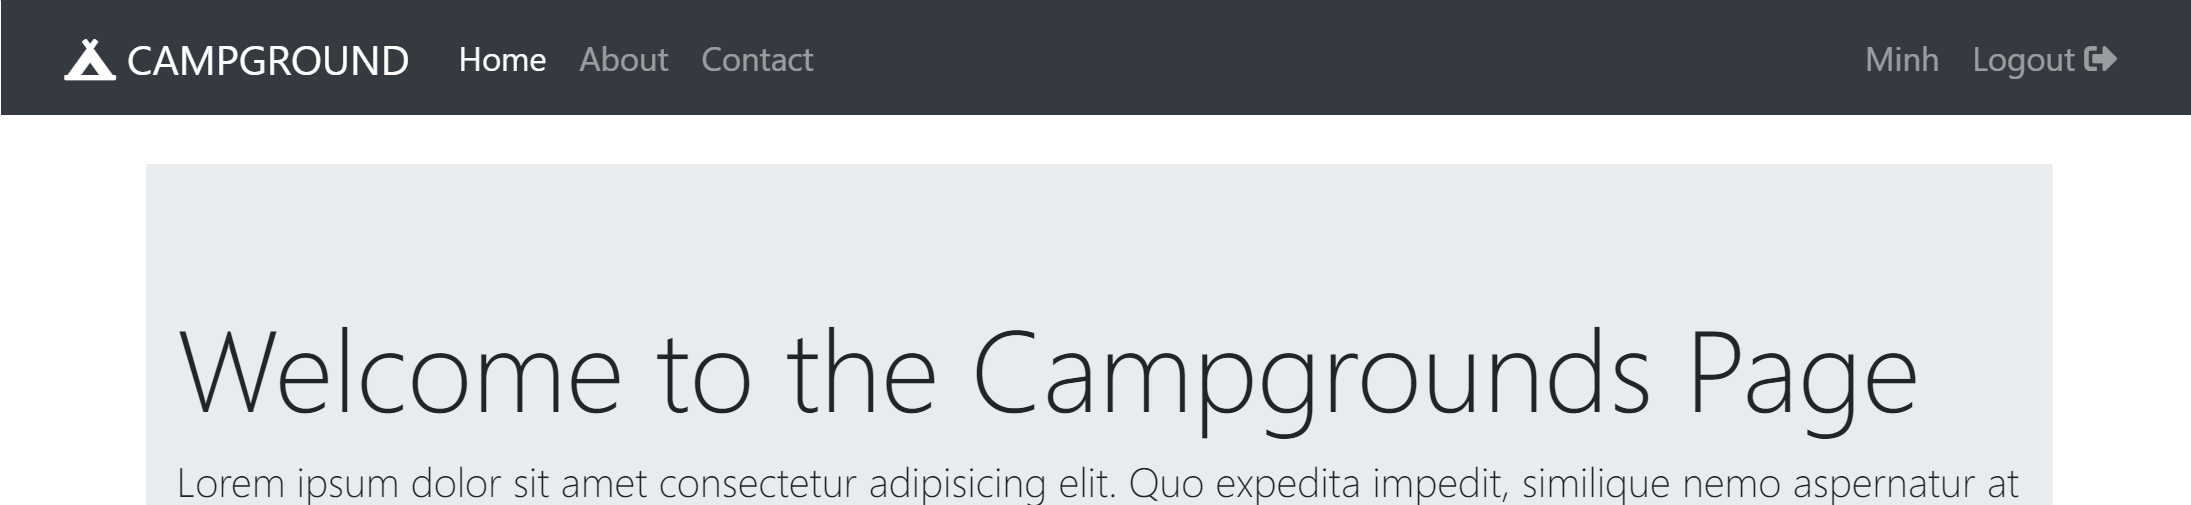 CAMPGROUND Home About Contact Minh Logout
Welcome to the Campgrounds Page
Lorem ipsum dolor sit amet consectetur adipisicing elit. Quo expedita impedit, similique nemo aspernatur at